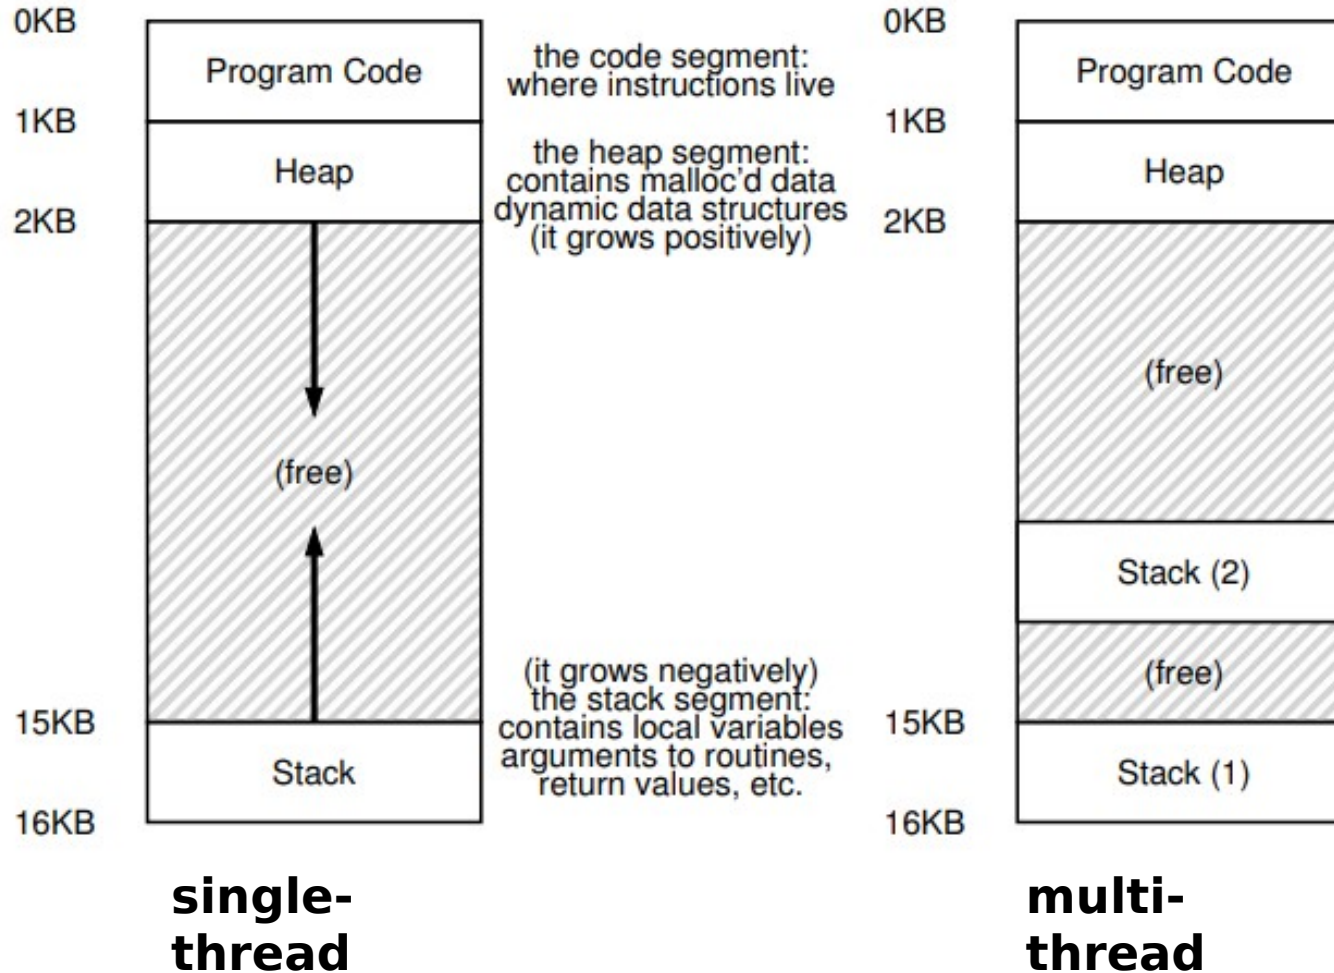 0KB
Program Code
the code segment:
where instructions live
1KB
Heap
the heap segment:
contains malloc'd data
dynamic data structures
(it grows positively)
2KB
(free)
(it grows negatively)
the stack segment:
contains local variables
arguments to routines,
return values, etc.
15KB
Stack
16KB
single-
thread
0KB
Program Code
1KB
Heap
2KB
(free)
Stack (2)
(free)
15KB
Stack (1)
16KB
multi-
thread